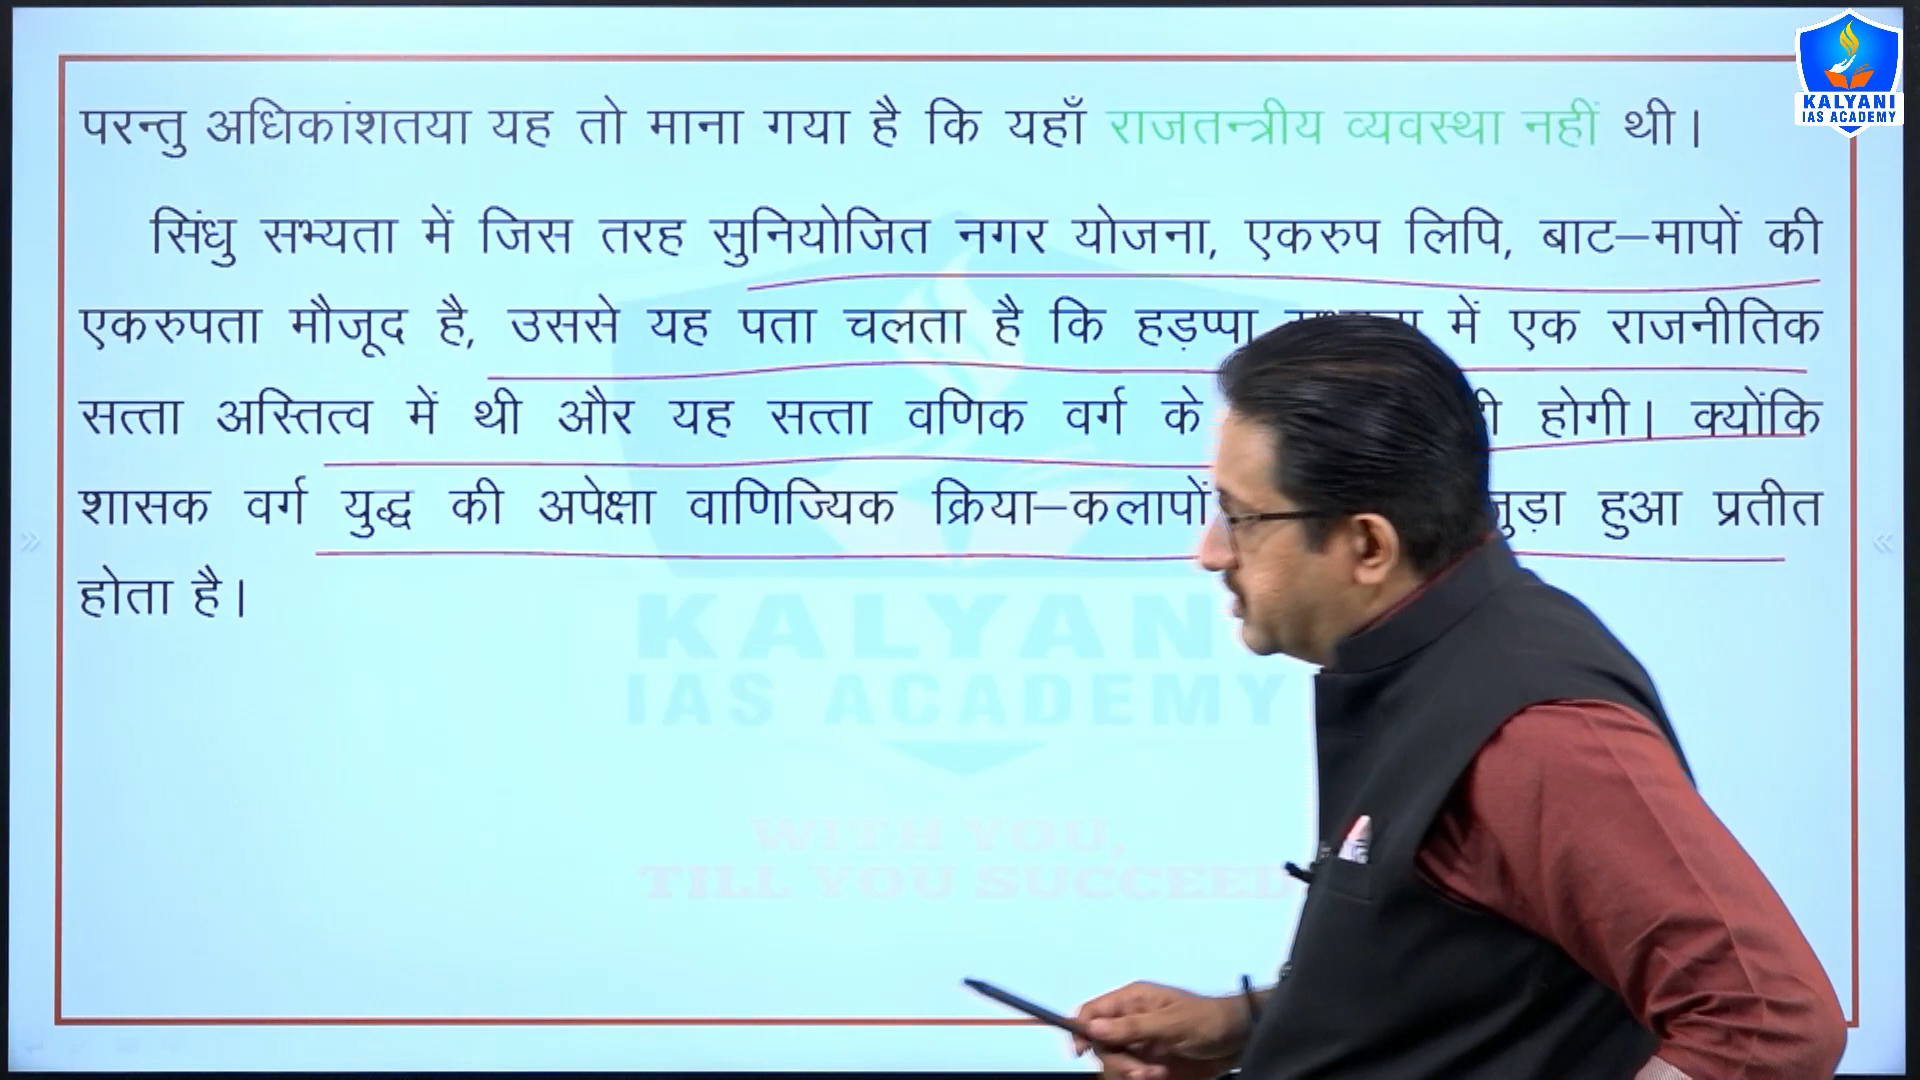 KALYANI
IAS ACADEMY
परन्तु अधिकांशतया यह तो माना गया है कि यहाँ राजतन्त्रीय व्यवस्था नहीं थी।
सिंधु सभ्यता में जिस तरह सुनियोजित नगर योजना, एकरुप लिपि, बाट–मापों की
एकरुपता मौजूद है, उससे यह पता चलता है कि हड़प्पा में एक राजनीतिक
सत्ता अस्तित्व में थी और यह सत्ता वणिक वर्ग के होगी। क्योंकि
शासक वर्ग युद्ध की अपेक्षा वाणिज्यिक क्रिया–कलापों हुआ प्रतीत
होता है।
KALYANI
IAS ACADEMY
WITH YOU,
TILL YOU SUCCEED